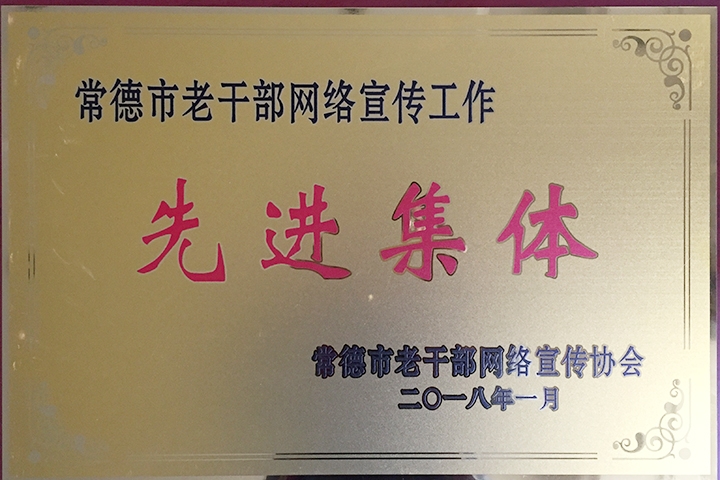 常德市老干部网络宣传工作
先进集体
常德市老干部网络宣传协会
二〇一八年一月